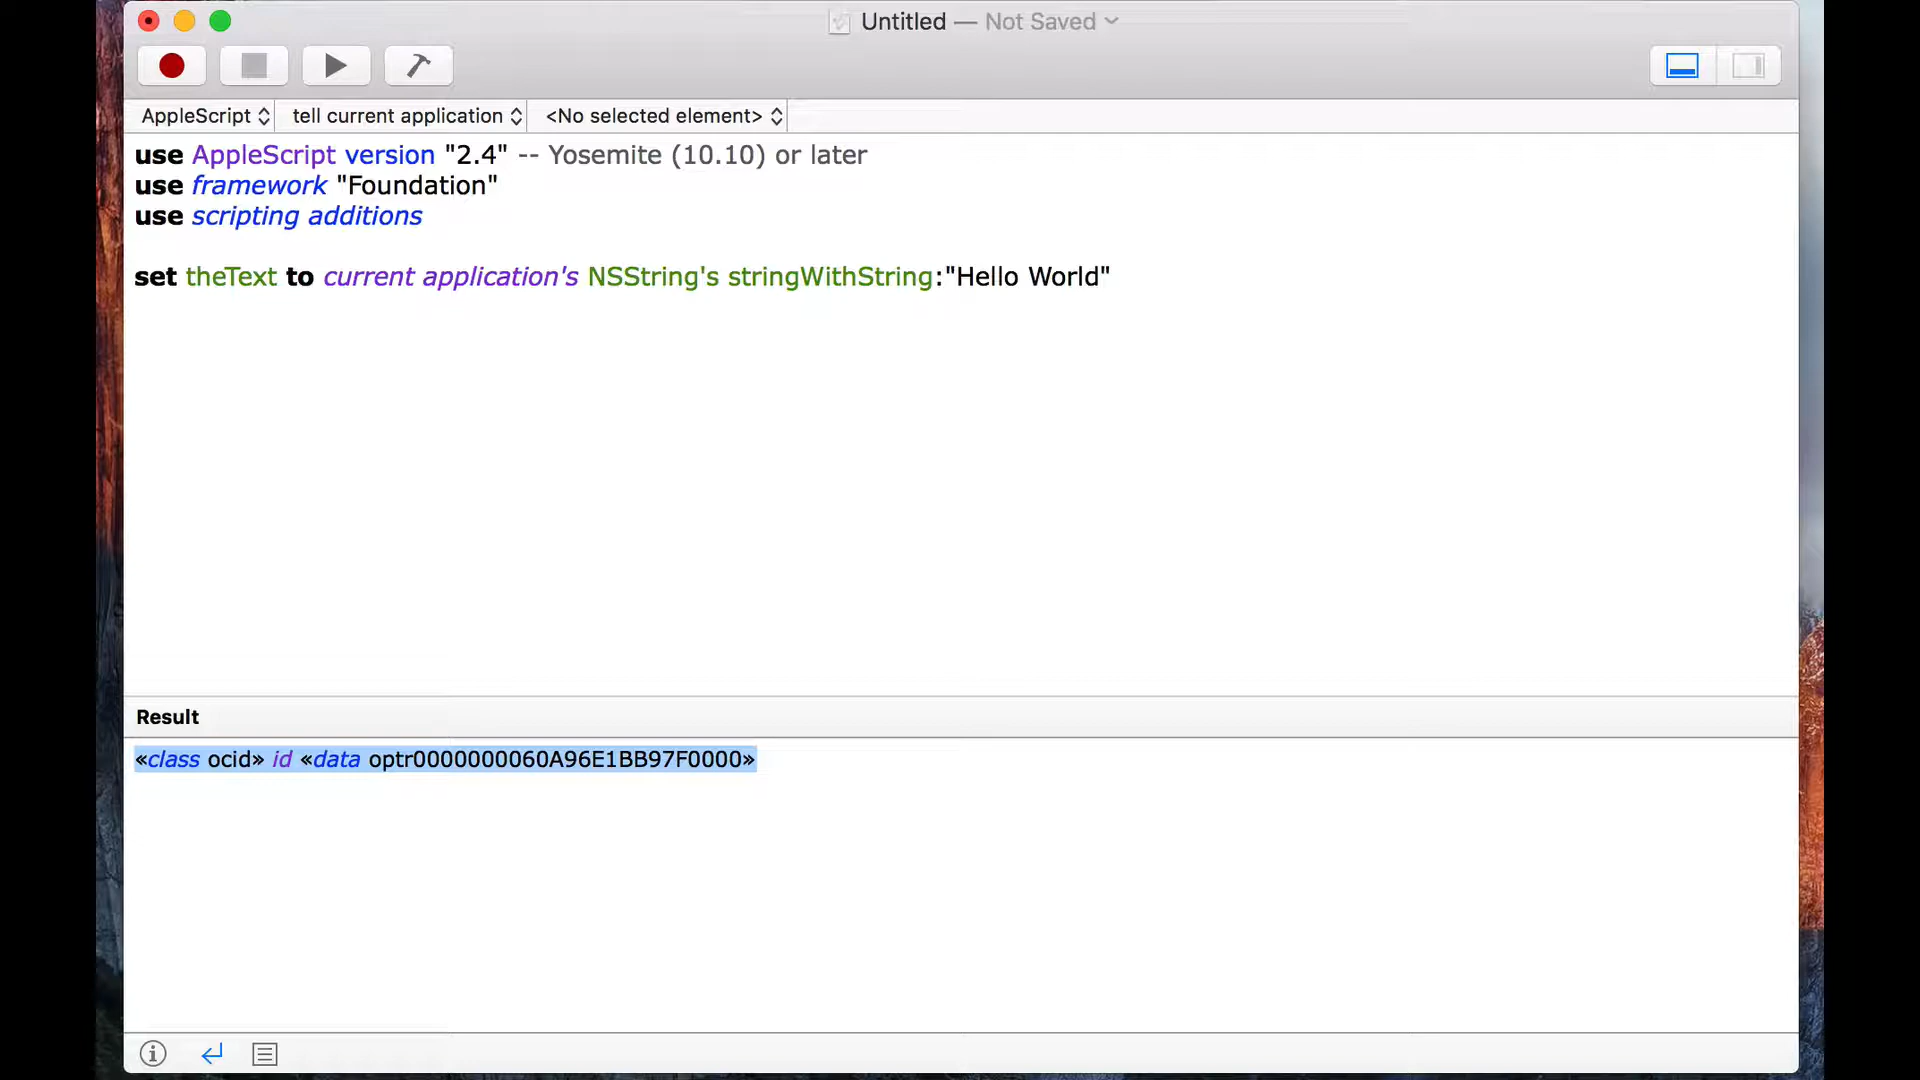 Untitled — Not Saved
AppleScript tell current application <No selected element>
use AppleScript version "2.4" -- Yosemite (10.10) or later
use framework "Foundation"
use scripting additions
set theText to current application's NSString's stringWithString:"Hello World"
Result
«class ocid» id «data optr0000000060A96E1BB97F0000»